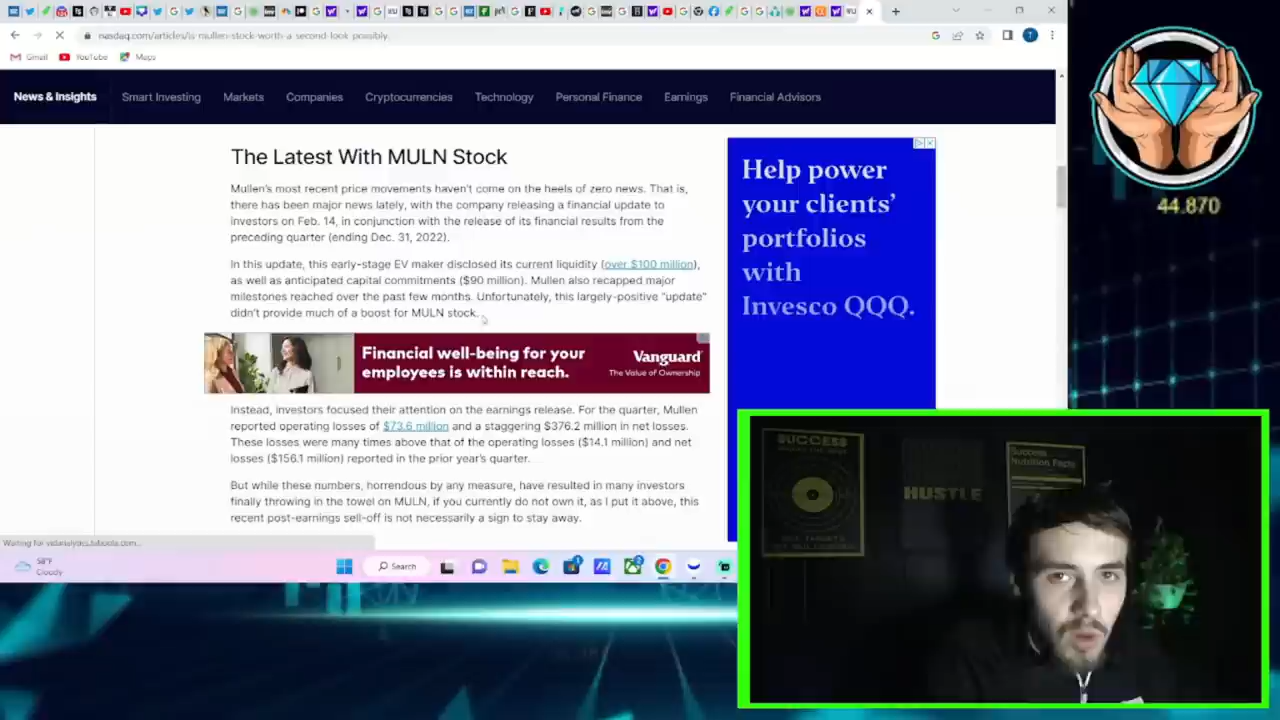 nasdaq.com/articles/is-mullen-stock-worth-a-second-look-possibly.
Gmail
YouTube
Maps
News & Insights
Smart Investing
Markets
Companies
Cryptocurrencies
Technology
Personal Finance
Earnings
Financial Advisors
The Latest With MULN Stock
Mullen's most recent price movements haven't come on the heels of zero news. That is,
there has been major news lately, with the company releasing a financial update to
investors on Feb. 14, in conjunction with the release of its financial results from the
preceding quarter (ending Dec. 31, 2022).
In this update, this early-stage EV maker disclosed its current liquidity (over $100 million),
as well as anticipated capital commitments ($90 million). Mullen also recapped major
milestones reached over the past few months. Unfortunately, this largely-positive "update"
didn't provide much of a boost for MULN stock.
Financial well-being for your
employees is within reach.
Vanguard
The Value of Ownership
Instead, investors focused their attention on the earnings release. For the quarter, Mullen
reported operating losses of $73.6 million and a staggering $376.2 million in net losses.
These losses were many times above that of the operating losses ($14.1 million) and net
losses ($156.1 million) reported in the prior year's quarter.
But while these numbers, horrendous by any measure, have resulted in many investors
finally throwing in the towel on MULN, if you currently do not own it, as I put it above, this
recent post-earnings sell-off is not necessarily a sign to stay away.
Help power
your clients'
portfolios
with
Invesco QQQ.
44.870
58°F
Cloudy
Search
SUCCESS
HUSTLE
Success
Nutrition Facts